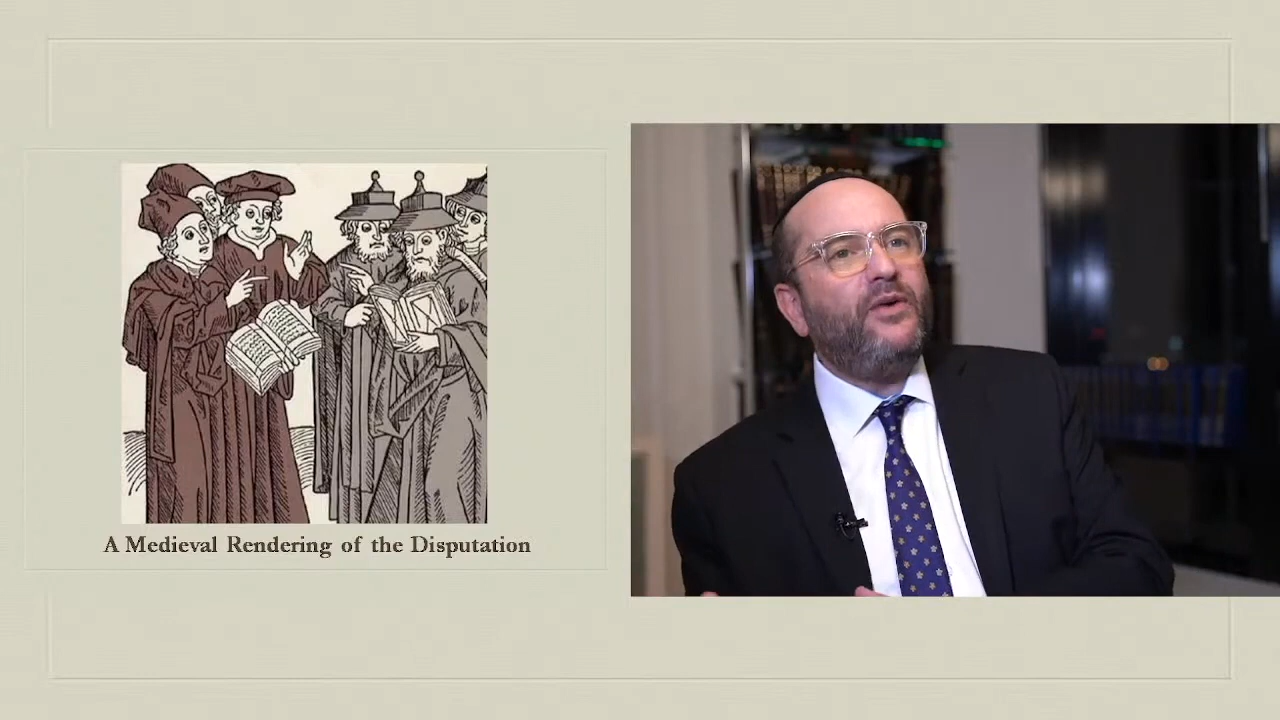 A Medieval Rendering of the Disputation